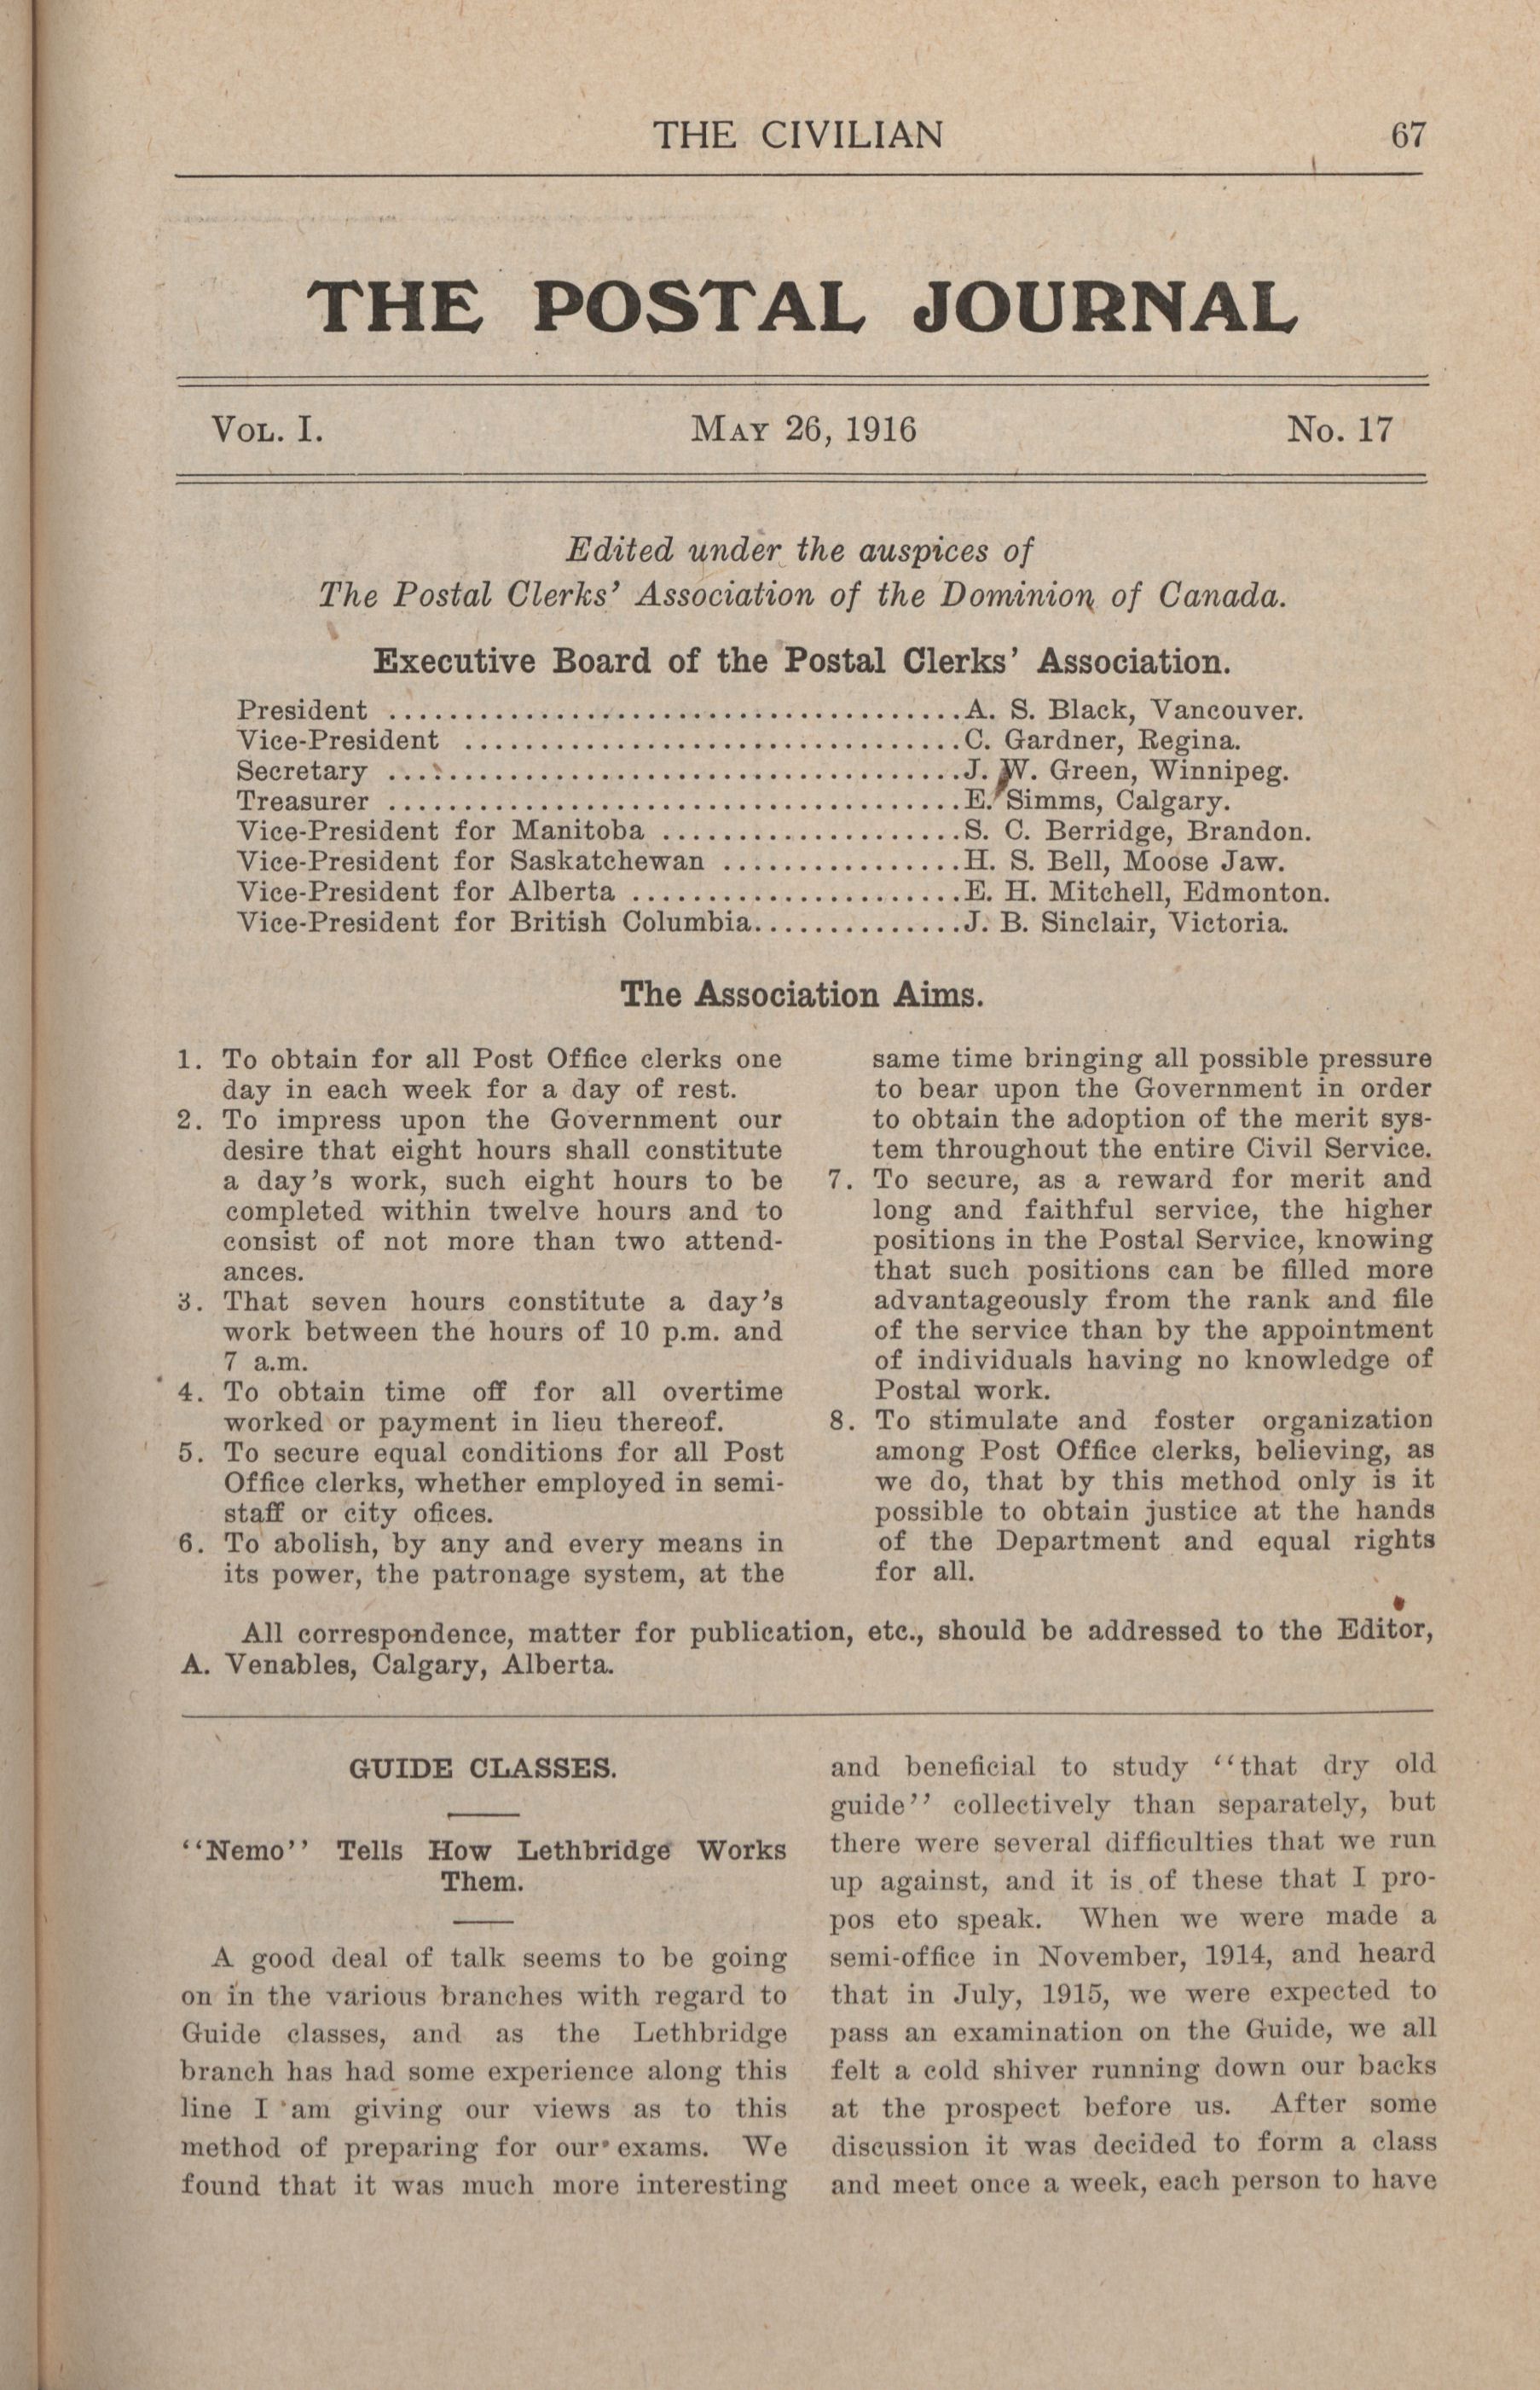 THE CIVILIAN 67
THE POSTAL JOURNAL
VOL. I. MAY 26, 1916 No. 17
Edited under the auspices of
The Postal Clerks' Association of the Dominion of Canada.
Executive Board of the Postal Clerks' Association.
President ......................................A. S. Black, Vancouver.
Vice-President .................................C. Gardner, Regina.
Secretary ......................................J. W. Green, Winnipeg.
Treasurer ......................................E. Simms, Calgary.
Vice-President for Manitoba ....................S. C. Berridge, Brandon.
Vice-President for Saskatchewan ................H. S. Bell, Moose Jaw.
Vice-President for Alberta ......................E. H. Mitchell, Edmonton.
Vice-President for British Columbia..............J. B. Sinclair, Victoria.
The Association Aims.
1. To obtain for all Post Office clerks one
day in each week for a day of rest.
2. To impress upon the Government our
desire that eight hours shall constitute
a day's work, such eight hours to be
completed within twelve hours and to
consist of not more than two attend-
ances.
3. That seven hours constitute a day's
work between the hours of 10 p.m. and
7 a.m.
4. To obtain time off for all overtime
worked or payment in lieu thereof.
5. To secure equal conditions for all Post
Office clerks, whether employed in semi-
staff or city ofices.
6. To abolish, by any and every means in
its power, the patronage system, at the
same time bringing all possible pressure
to bear upon the Government in order
to obtain the adoption of the merit sys-
tem throughout the entire Civil Service.
7. To secure, as a reward for merit and
long and faithful service, the higher
positions in the Postal Service, knowing
that such positions can be filled more
advantageously from the rank and file
of the service than by the appointment
of individuals having no knowledge of
Postal work.
8. To stimulate and foster organization
among Post Office clerks, believing, as
we do, that by this method only is it
possible to obtain justice at the hands
of the Department and equal rights
for all.
All correspondence, matter for publication, etc., should be addressed to the Editor,
A. Venables, Calgary, Alberta.
GUIDE CLASSES.
''Nemo'' Tells How Lethbridge Works
Them.
A good deal of talk seems to be going
on in the various branches with regard to
Guide classes, and as the Lethbridge
branch has had some experience along this
line I am giving our views as to this
method of preparing for our exams. We
found that it was much more interesting
and beneficial to study ''that dry old
guide'' collectively than separately, but
there were several difficulties that we run
up against, and it is of these that I pro-
pos eto speak. When we were made a
semi-office in November, 1914, and heard
that in July, 1915, we were expected to
pass an examination on the Guide, we all
felt a cold shiver running down our backs
at the prospect before us. After some
discussion it was decided to form a class
and meet once a week, each person to have